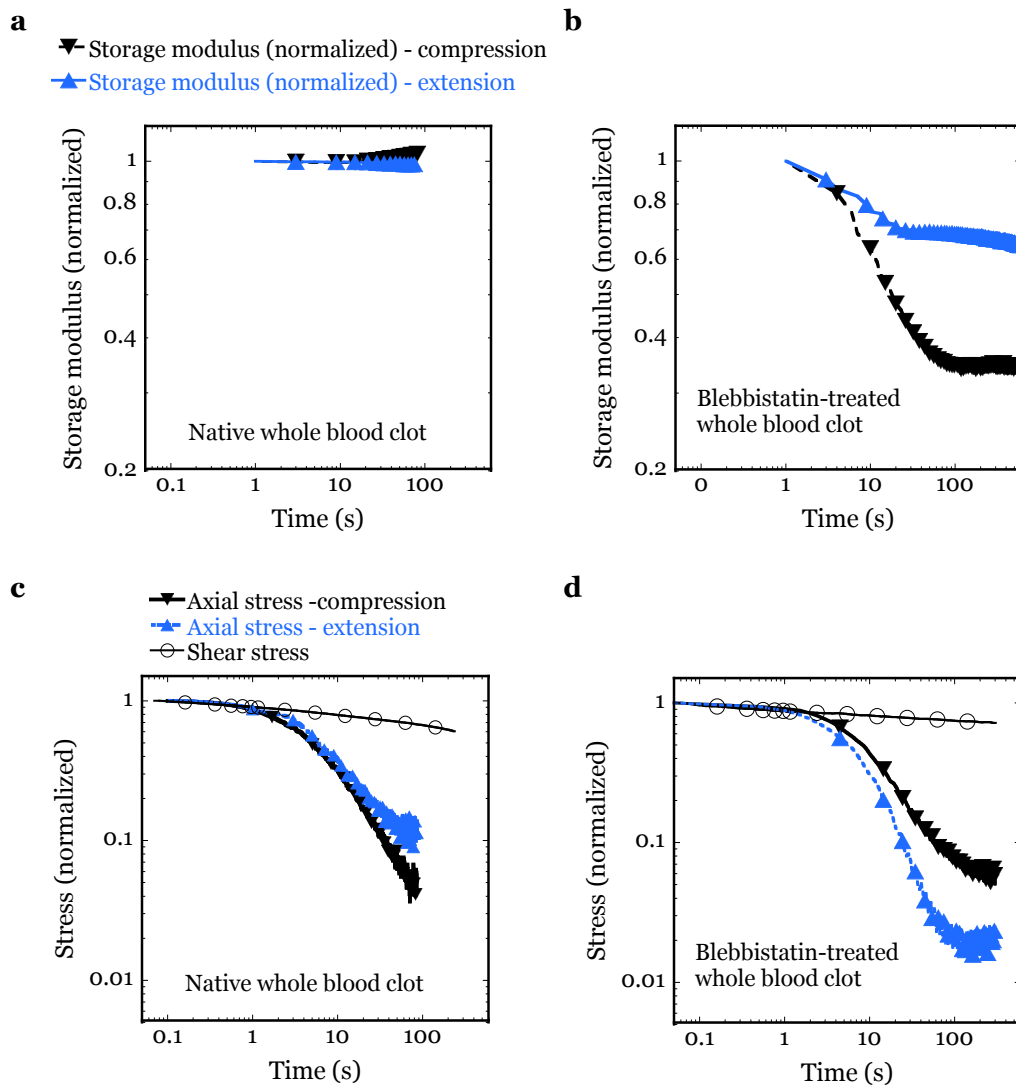 a
Storage modulus (normalized) - compression
Storage modulus (normalized) - extension
Storage modulus (normalized)
1
0.8
0.6
0.4
0.2
Native whole blood clot
0.1 1 10 100
Time (s)
b
Storage modulus (normalized)
1
0.8
0.6
0.4
0.2
Blebbistatin-treated
whole blood clot
0 1 10 100
Time (s)
c
Axial stress -compression
Axial stress - extension
Shear stress
Stress (normalized)
1
0.1
0.01
Native whole blood clot
0.1 1 10 100
Time (s)
d
Stress (normalized)
1
0.1
0.01
Blebbistatin-treated
whole blood clot
0.1 1 10 100
Time (s)